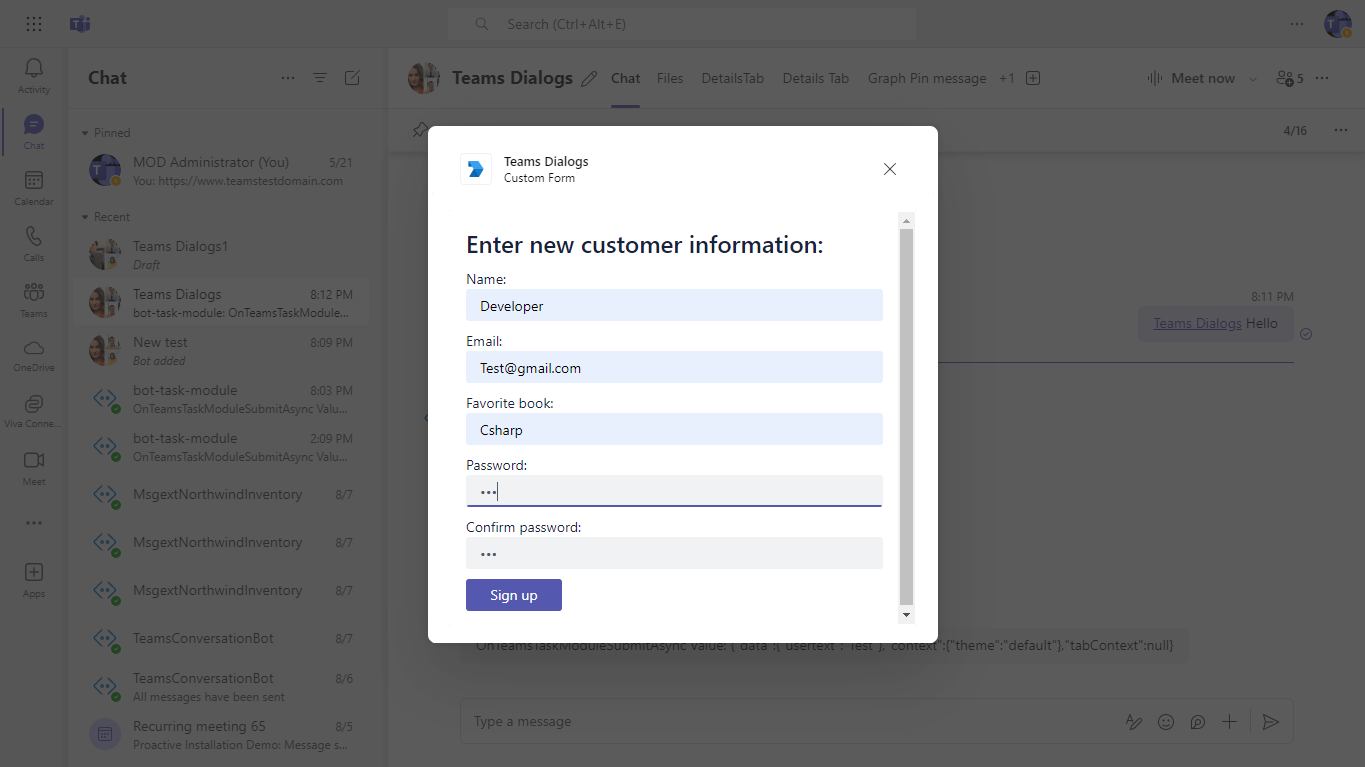 Search (Ctrl+Alt+E)
Activity
Chat
Calendar
Calls
Teams
OneDrive
Viva Conne...
Meet
Apps
Chat
Pinned
MOD Administrator (You) 5/21
You: https://www.teamstestdomain.com
Recent
Teams Dialogs1
Draft
Teams Dialogs 8:12 PM
bot-task-module: OnTeamsTaskModule...
New test 8:09 PM
Bot added
bot-task-module 8:03 PM
OnTeamsTaskModuleSubmitAsync Valu...
bot-task-module 2:09 PM
OnTeamsTaskModuleSubmitAsync Valu...
MsgextNorthwindInventory 8/7
MsgextNorthwindInventory 8/7
MsgextNorthwindInventory 8/7
TeamsConversationBot 8/7
TeamsConversationBot 8/6
All messages have been sent
Recurring meeting 65 8/5
Proactive Installation Demo: Message s...
Teams Dialogs Chat Files DetailsTab Details Tab Graph Pin message +1 Meet now 5
4/16
8:11 PM
Teams Dialogs Hello
Teams Dialogs
Custom Form
Enter new customer information:
Name:
Developer
Email:
Test@gmail.com
Favorite book:
Csharp
Password:
•••
Confirm password:
•••
Sign up
OnTeamsTaskModuleSubmitAsync Value: {"data":{"usertext":"Test"},"context":{"theme":"default"},"tabContext":null}
Type a message